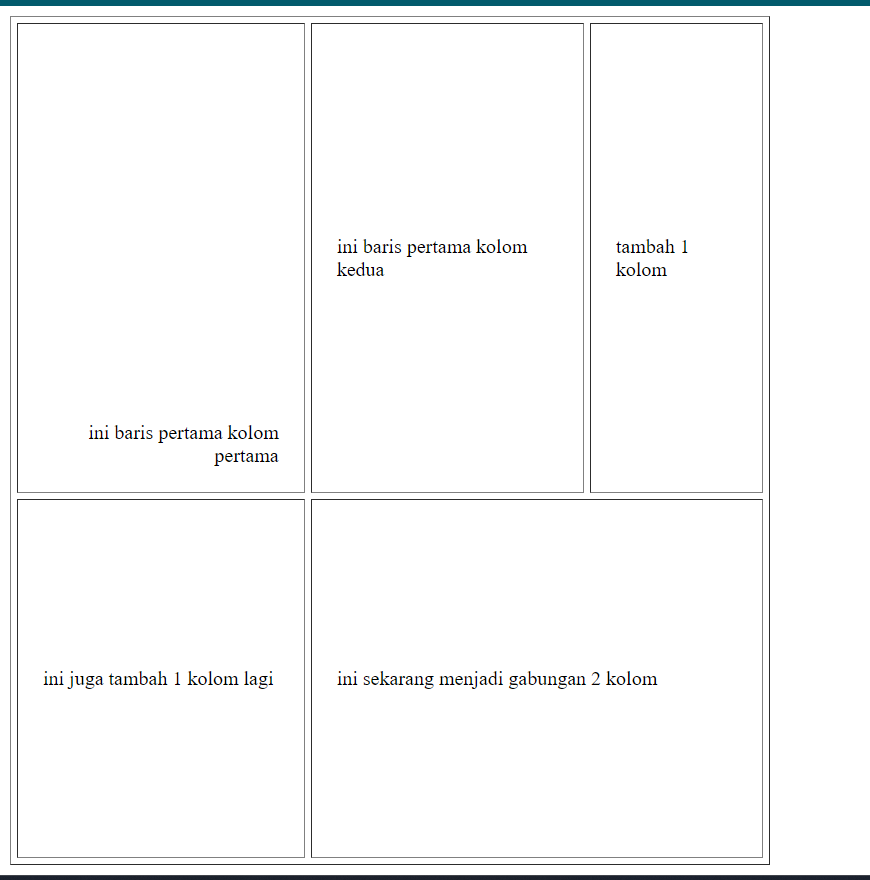 ini baris pertama kolom
pertama
ini baris pertama kolom
kedua
tambah 1
kolom
ini juga tambah 1 kolom lagi
ini sekarang menjadi gabungan 2 kolom